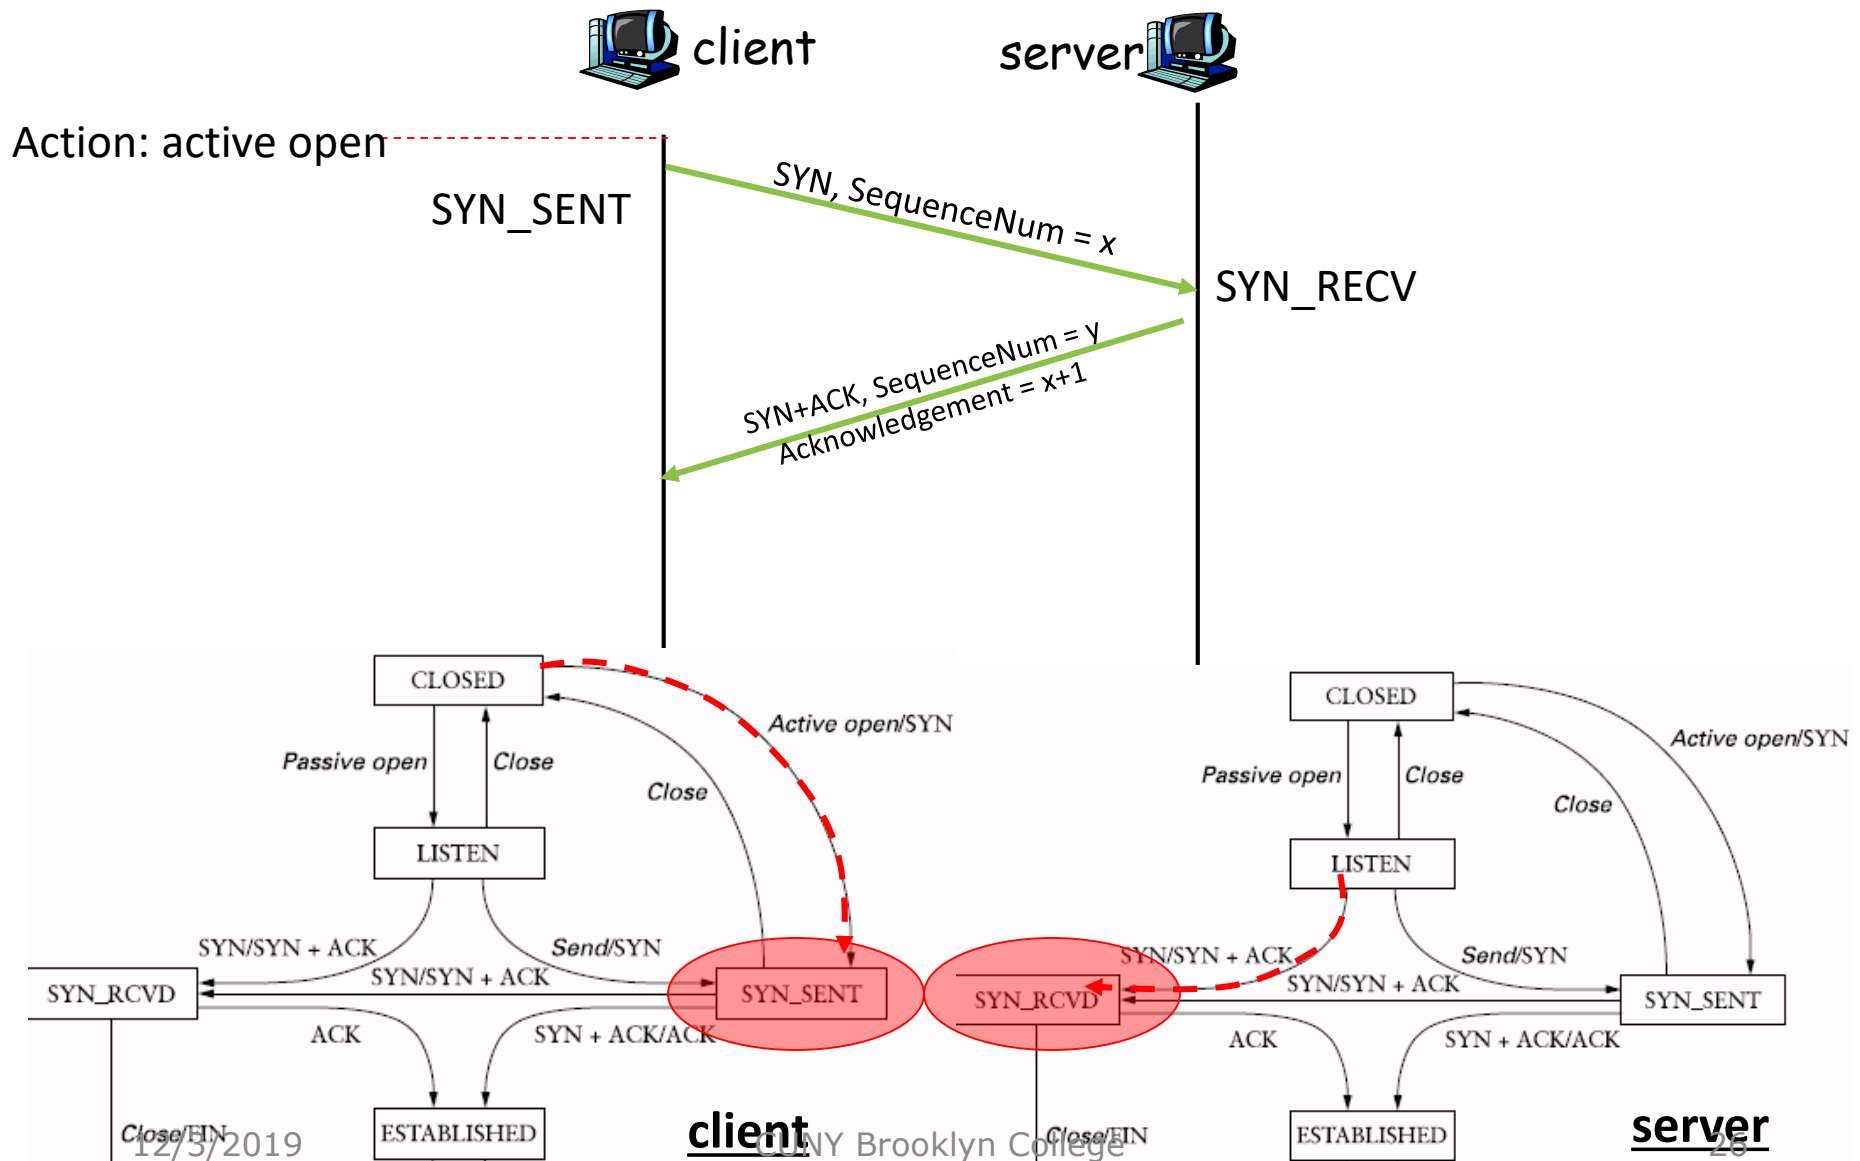 client
server
Action: active open
SYN_SENT
SYN, SequenceNum = x
SYN_RECV
SYN+ACK, SequenceNum = y
Acknowledgement = x+1
CLOSED
Active open/SYN
Passive open
Close
Close
LISTEN
SYN/SYN + ACK
Send/SYN
SYN/SYN + ACK
SYN_RCVD
SYN_SENT
ACK
SYN + ACK/ACK
Close/FIN
ESTABLISHED
client
CLOSED
Active open/SYN
Passive open
Close
Close
LISTEN
SYN/SYN + ACK
Send/SYN
SYN/SYN + ACK
SYN_RCVD
SYN_SENT
ACK
SYN + ACK/ACK
Close/FIN
ESTABLISHED
server
12/3/2019
CUNY Brooklyn College
26